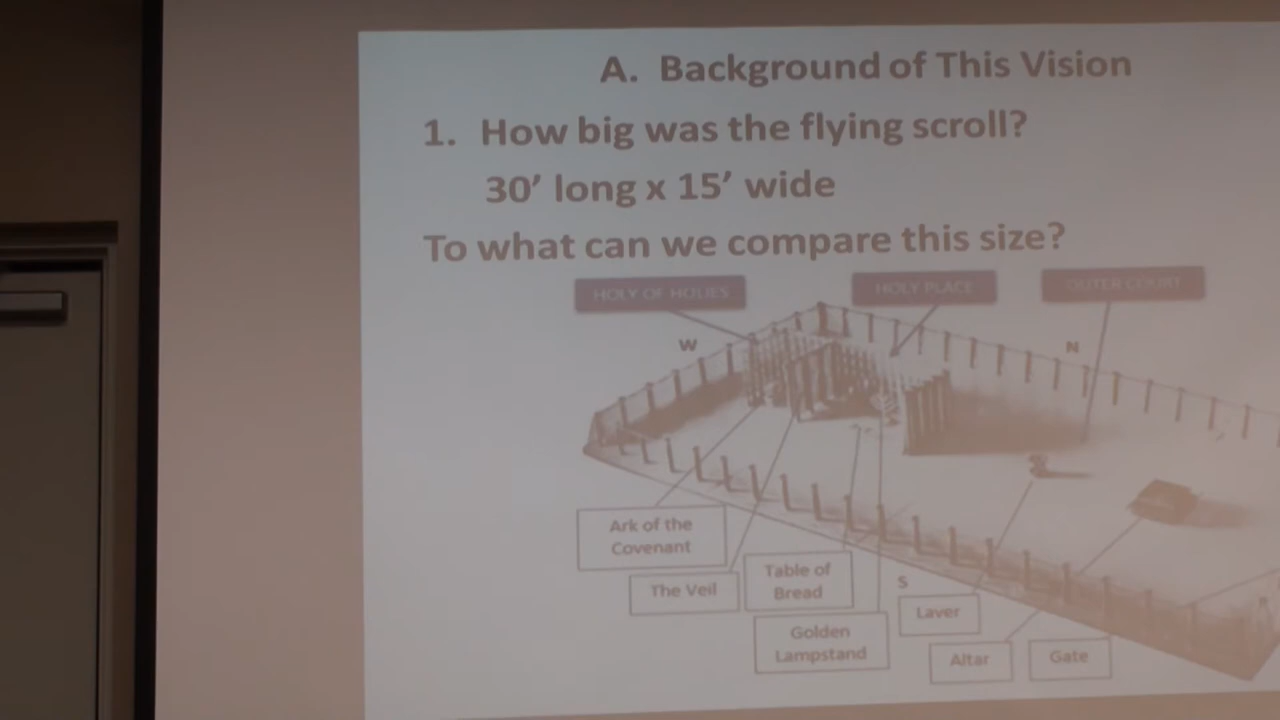 A. Background of This Vision
1. How big was the flying scroll?
30' long x 15' wide
To what can we compare this size?
HOLY OF HOLIES
HOLY PLACE
OUTER COURT
W
N
Ark of the
Covenant
The Veil
Table of
Bread
S
Golden
Lampstand
Laver
Altar
Gate